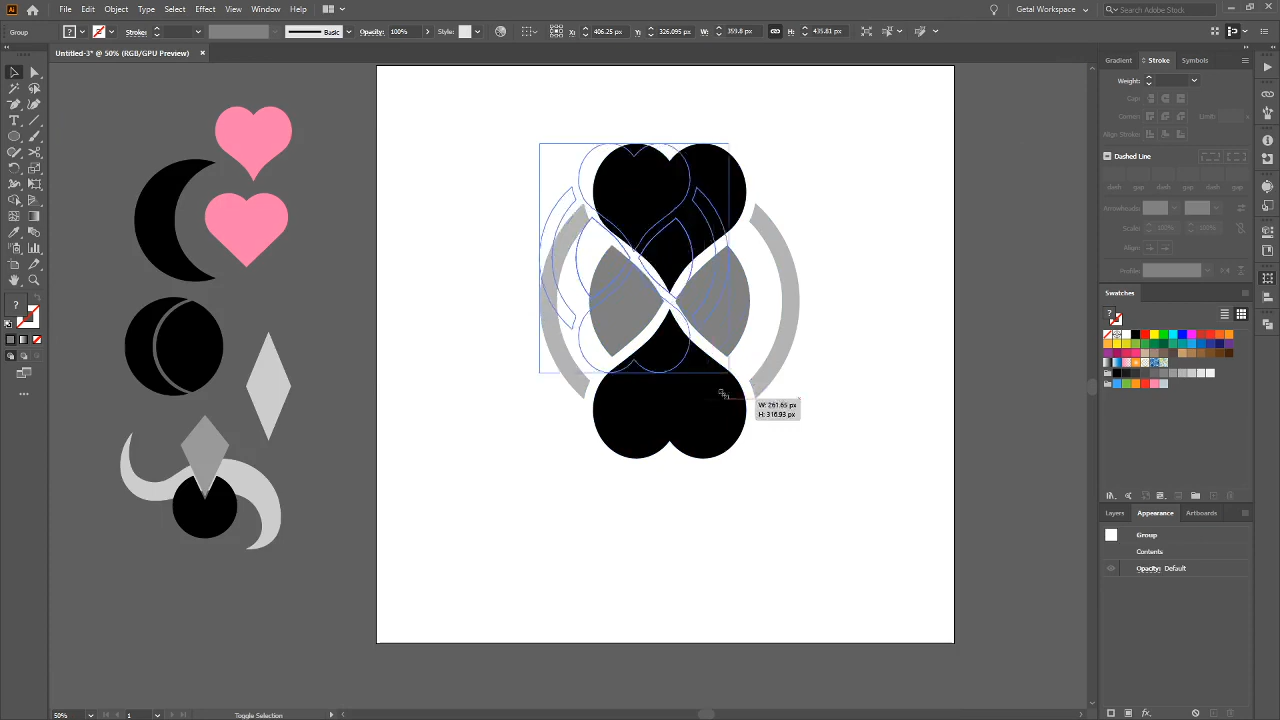 File Edit Object Type Select Effect View Window Help
Getal Workspace
Search Adobe Stock
Group
Stroke:
Basic
Opacity: 100%
Style:
X: 406.25 px
Y: 326.095 px
W: 359.8 px
H: 435.81 px
Untitled-3* @ 50% (RGB/GPU Preview) ×
Gradient Stroke Symbols
Weight:
Cap:
Corner:
Limit:
Align Stroke:
Dashed Line
dash gap dash gap dash gap
Arrowheads:
Scale: 100% 100%
Align:
Profile:
Swatches
W: 261.65 px
H: 316.93 px
Layers Appearance Artboards
Group
Contents
Opacity: Default
fx
50%
1
Toggle Selection